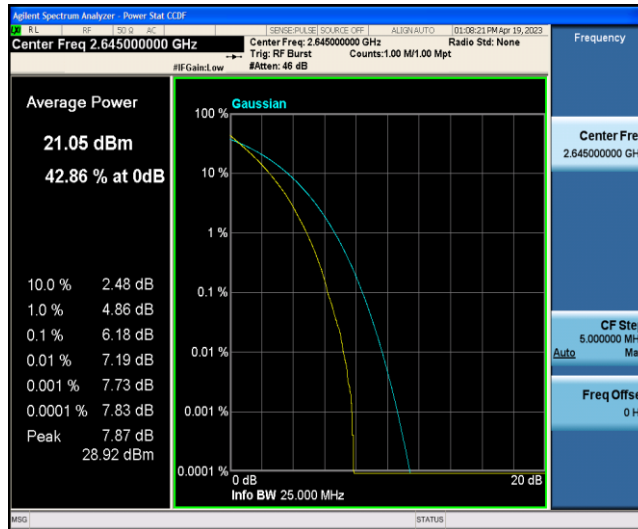 Agilent Spectrum Analyzer - Power Stat CCDF
RL RF 50 Ω AC SENSE:PULSE SOURCE OFF ALIGN AUTO 01:08:21 PM Apr 19, 2023
Center Freq 2.645000000 GHz
Center Freq: 2.645000000 GHz Radio Std: None
Trig: RF Burst Counts:1.00 M/1.00 Mpt
#IFGain:Low #Atten: 46 dB
Frequency
Average Power
21.05 dBm
42.86 % at 0dB
10.0 % 2.48 dB
1.0 % 4.86 dB
0.1 % 6.18 dB
0.01 % 7.19 dB
0.001 % 7.73 dB
0.0001 % 7.83 dB
Peak 7.87 dB
28.92 dBm
Gaussian
100 %
10 %
1 %
0.1 %
0.01 %
0.001 %
0.0001 %
0 dB 20 dB
Info BW 25.000 MHz
Center Fre
2.645000000 GH
CF Ste
5.000000 MH
Auto Ma
Freq Offse
0 H
MSG STATUS